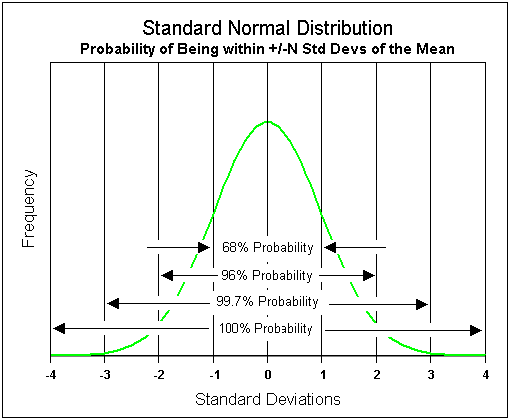 Standard Normal Distribution
Probability of Being within +/-N Std Devs of the Mean
Frequency
68% Probability
96% Probability
99.7% Probability
100% Probability
-4 -3 -2 -1 0 1 2 3 4
Standard Deviations